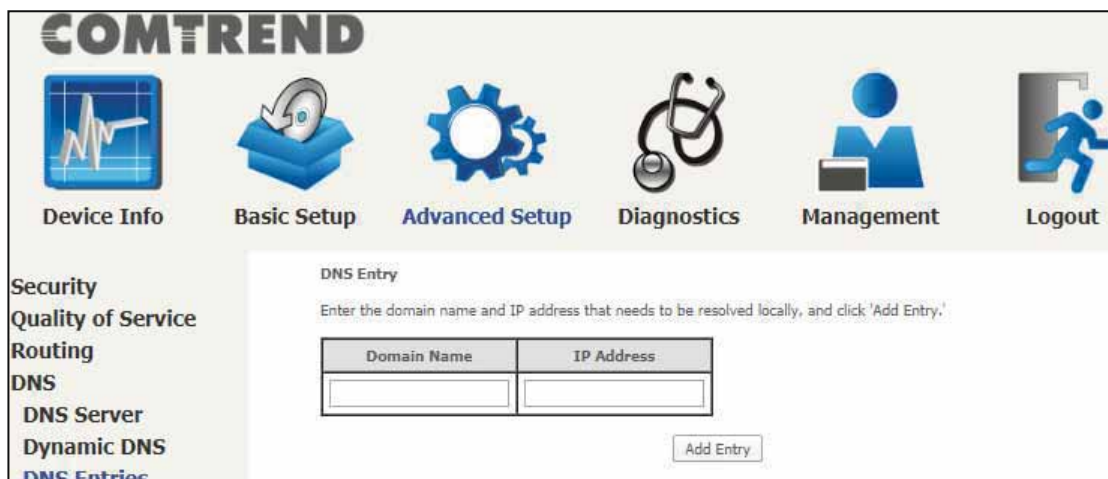 COMTREND
Device Info
Basic Setup
Advanced Setup
Diagnostics
Management
Logout
Security
Quality of Service
Routing
DNS
DNS Server
Dynamic DNS
DNS Entries
DNS Entry
Enter the domain name and IP address that needs to be resolved locally, and click 'Add Entry.'
Domain Name
IP Address
Add Entry